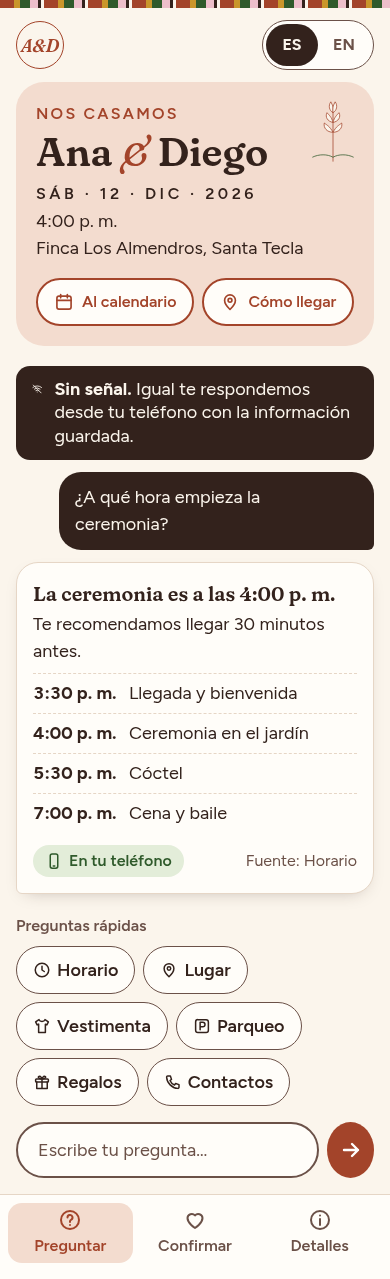 A&D
ES EN
NOS CASAMOS
Ana & Diego
SÁB · 12 · DIC · 2026
4:00 p. m.
Finca Los Almendros, Santa Tecla
Al calendario
Cómo llegar
Sin señal. Igual te respondemos
desde tu teléfono con la información
guardada.
¿A qué hora empieza la
ceremonia?
La ceremonia es a las 4:00 p. m.
Te recomendamos llegar 30 minutos
antes.
3:30 p. m. Llegada y bienvenida
4:00 p. m. Ceremonia en el jardín
5:30 p. m. Cóctel
7:00 p. m. Cena y baile
En tu teléfono
Fuente: Horario
Preguntas rápidas
Horario
Lugar
Vestimenta
Parqueo
Regalos
Contactos
Escribe tu pregunta...
Preguntar
Confirmar
Detalles